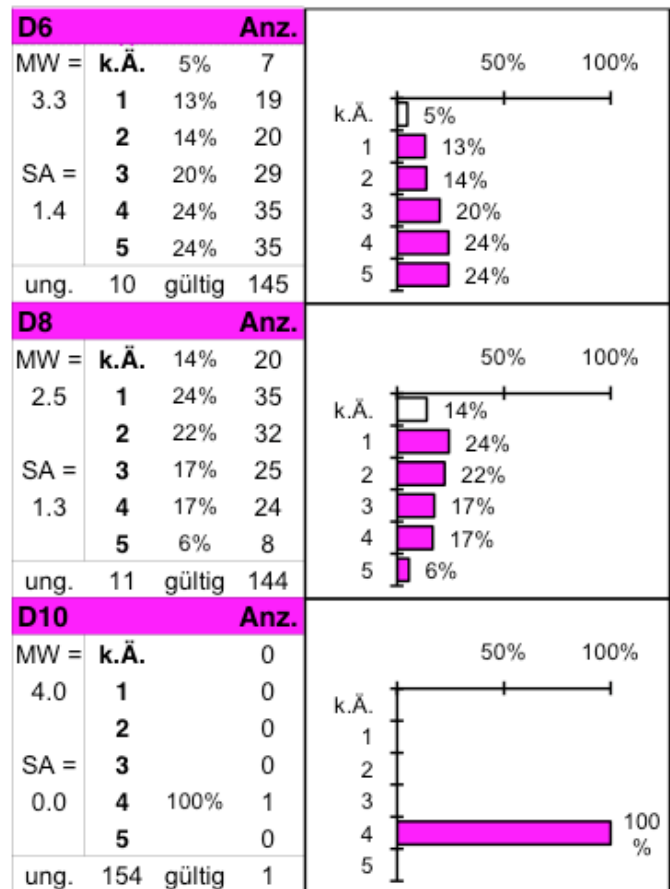 D6 Anz.
MW = k.Ä. 5% 7
3.3 1 13% 19
2 14% 20
SA = 3 20% 29
1.4 4 24% 35
5 24% 35
ung. 10 gültig 145
50% 100%
k.Ä. 5%
1 13%
2 14%
3 20%
4 24%
5 24%
D8 Anz.
MW = k.Ä. 14% 20
2.5 1 24% 35
2 22% 32
SA = 3 17% 25
1.3 4 17% 24
5 6% 8
ung. 11 gültig 144
50% 100%
k.Ä. 14%
1 24%
2 22%
3 17%
4 17%
5 6%
D10 Anz.
MW = k.Ä. 0
4.0 1 0
2 0
SA = 3 0
0.0 4 100% 1
5 0
ung. 154 gültig 1
50% 100%
k.Ä.
1
2
3
4 100
%
5